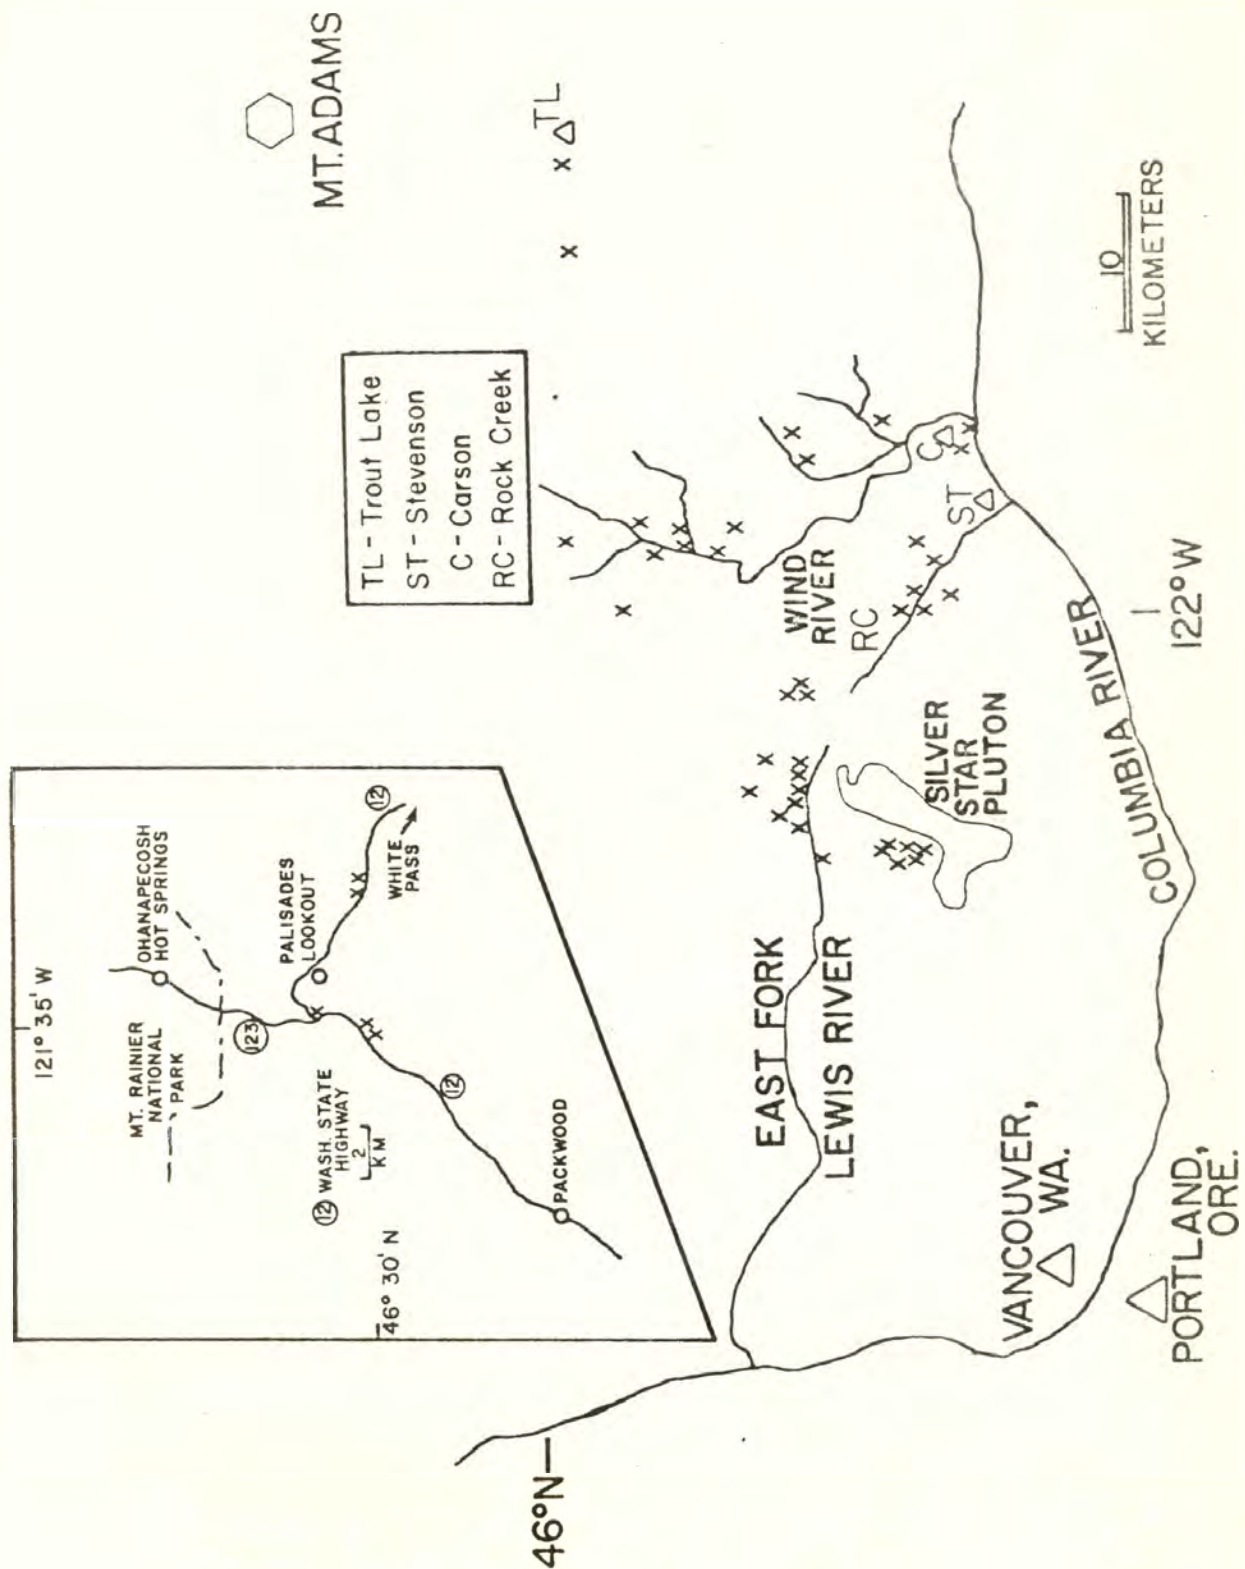 121° 35' W
MT. RAINIER
NATIONAL
PARK
OHANAPECOSH
HOT SPRINGS
123
PALISADES
LOOKOUT
12 WASH. STATE
HIGHWAY
2
KM
12
12
WHITE
PASS
46° 30' N
PACKWOOD
MT. ADAMS
TL - Trout Lake
ST - Stevenson
C - Carson
RC - Rock Creek
TL
46°N
EAST FORK
LEWIS RIVER
WIND
RIVER
RC
SILVER
STAR
PLUTON
C
ST
VANCOUVER,
WA.
PORTLAND,
ORE.
COLUMBIA RIVER
122°W
10
KILOMETERS